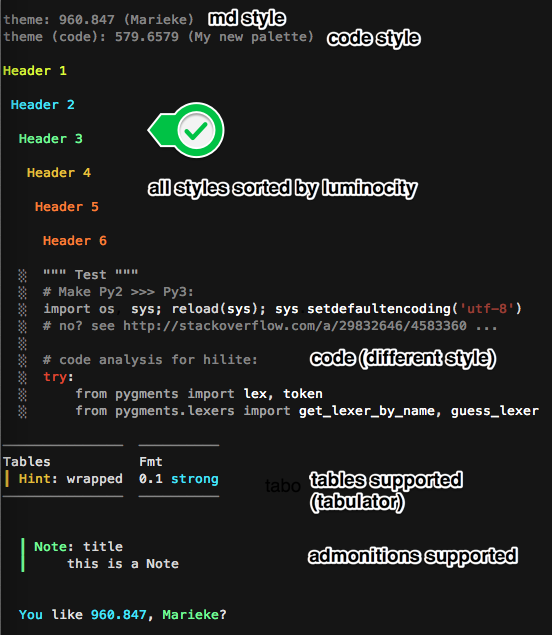 theme: 960.847 (Marieke) md style
theme (code): 579.6579 (My new palette) code style
Header 1
Header 2
Header 3
Header 4
all styles sorted by luminocity
Header 5
Header 6
""" Test """
# Make Py2 >>> Py3:
import os, sys; reload(sys); sys setdefaultencoding('utf-8')
# no? see http://stackoverflow.com/a/29832646/4583360 ...
# code analysis for hilite:
code (different style)
try:
from pygments import lex, token
from pygments.lexers import get_lexer_by_name, guess_lexer
Tables Fmt
Hint: wrapped 0.1 strong
tabo tables supported
(tabulator)
Note: title
this is a Note
admonitions supported
You like 960.847, Marieke?